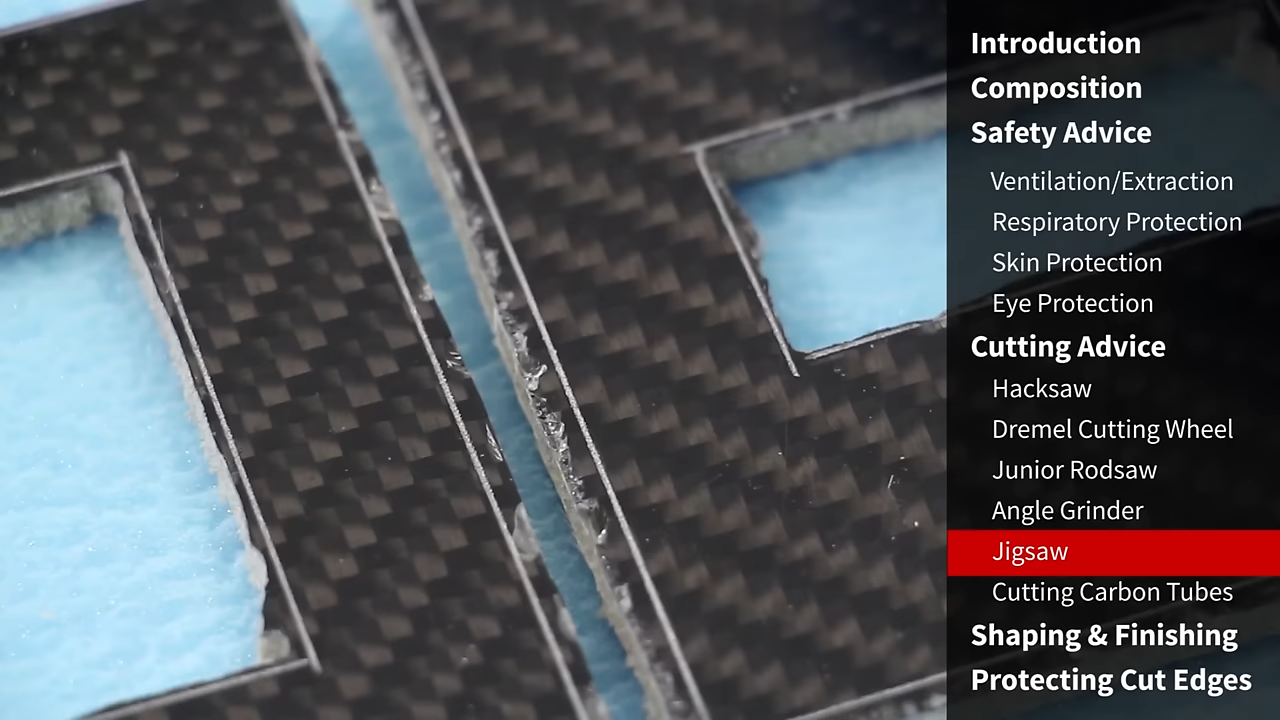 Introduction
Composition
Safety Advice
Ventilation/Extraction
Respiratory Protection
Skin Protection
Eye Protection
Cutting Advice
Hacksaw
Dremel Cutting Wheel
Junior Rodsaw
Angle Grinder
Jigsaw
Cutting Carbon Tubes
Shaping & Finishing
Protecting Cut Edges